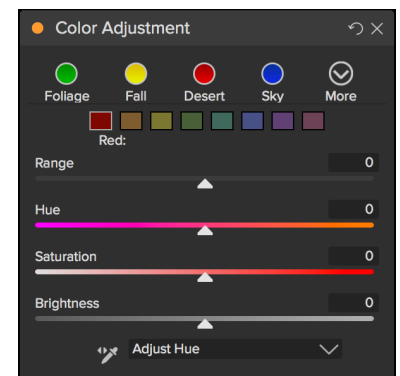 Color Adjustment
Foliage Fall Desert Sky More
Red:
Range 0
Hue 0
Saturation 0
Brightness 0
Adjust Hue